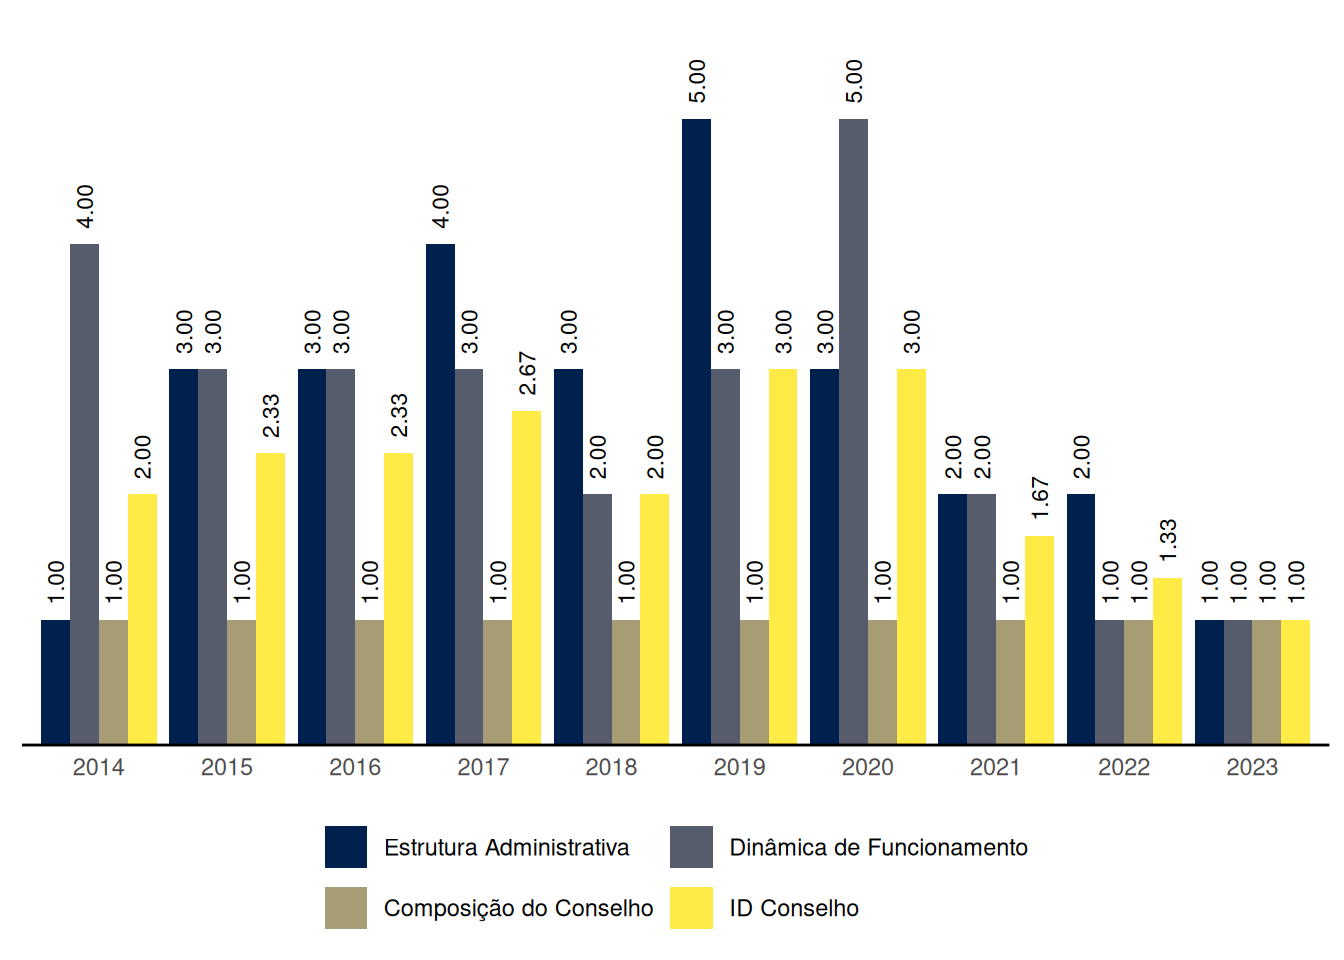 1.00 4.00 1.00 2.00 3.00 3.00 1.00 2.33 3.00 3.00 1.00 2.33 4.00 3.00 1.00 2.67 3.00 2.00 1.00 2.00 5.00 3.00 1.00 3.00 3.00 5.00 1.00 3.00 2.00 2.00 1.00 1.67 2.00 1.00 1.00 1.33 1.00 1.00 1.00 1.00
2014 2015 2016 2017 2018 2019 2020 2021 2022 2023
Estrutura Administrativa Dinâmica de Funcionamento
Composição do Conselho ID Conselho